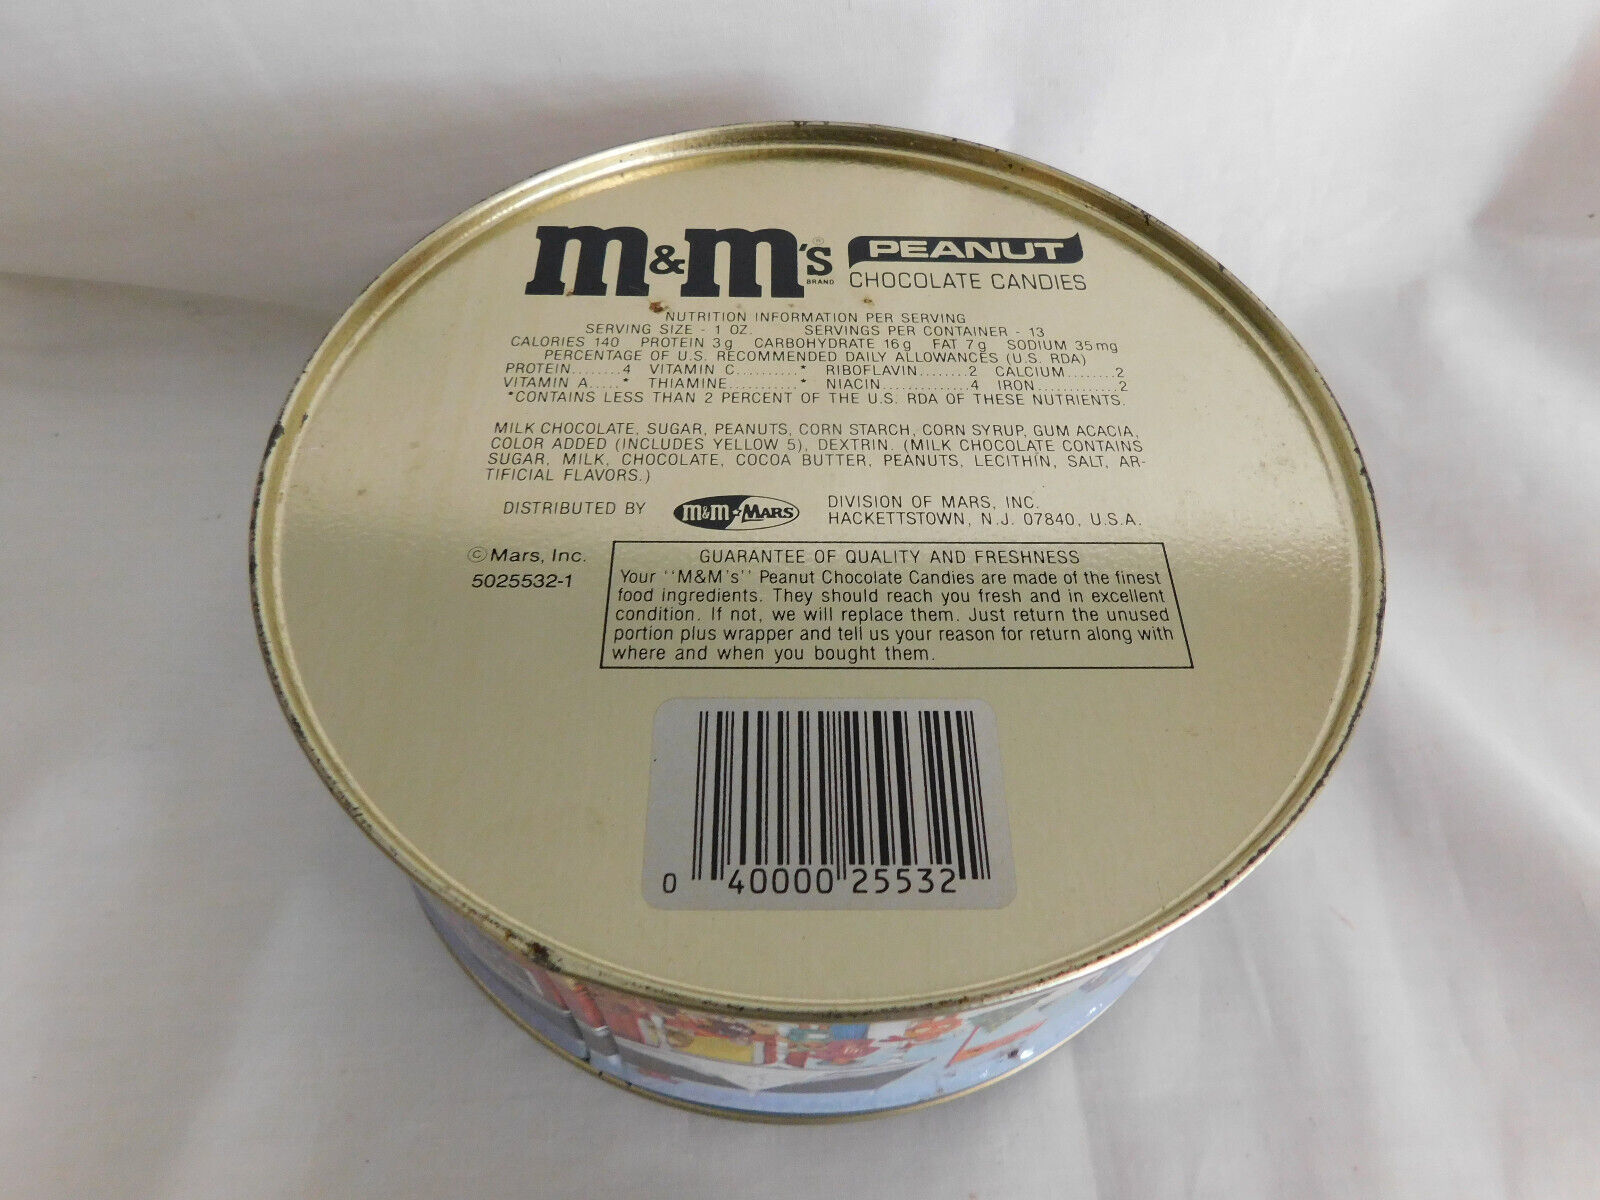 m&m's® BRAND PEANUT
CHOCOLATE CANDIES
NUTRITION INFORMATION PER SERVING
SERVING SIZE - 1 OZ. SERVINGS PER CONTAINER - 13
CALORIES 140 PROTEIN 3g CARBOHYDRATE 16g FAT 7g SODIUM 35mg
PERCENTAGE OF U.S. RECOMMENDED DAILY ALLOWANCES (U.S. RDA)
PROTEIN........4 VITAMIN C..........* RIBOFLAVIN.......2 CALCIUM........2
VITAMIN A.....* THIAMINE...........* NIACIN.............4 IRON.............2
*CONTAINS LESS THAN 2 PERCENT OF THE U.S. RDA OF THESE NUTRIENTS.
MILK CHOCOLATE, SUGAR, PEANUTS, CORN STARCH, CORN SYRUP, GUM ACACIA,
COLOR ADDED (INCLUDES YELLOW 5), DEXTRIN. (MILK CHOCOLATE CONTAINS
SUGAR, MILK, CHOCOLATE, COCOA BUTTER, PEANUTS, LECITHIN, SALT, AR-
TIFICIAL FLAVORS.)
DISTRIBUTED BY m&m★MARS DIVISION OF MARS, INC.
HACKETTSTOWN, N.J. 07840, U.S.A.
©Mars, Inc.
5025532-1
GUARANTEE OF QUALITY AND FRESHNESS
Your "M&M's" Peanut Chocolate Candies are made of the finest
food ingredients. They should reach you fresh and in excellent
condition. If not, we will replace them. Just return the unused
portion plus wrapper and tell us your reason for return along with
where and when you bought them.
0 40000 25532